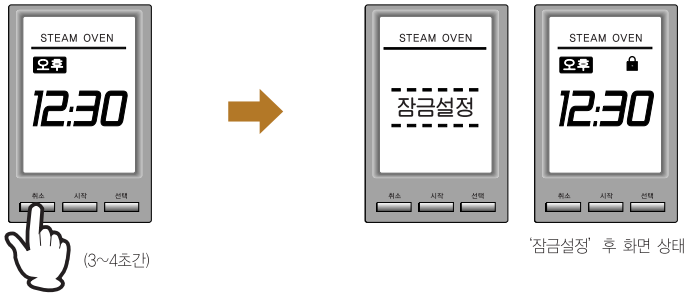 STEAM OVEN
오후
12:30
취소 시작 선택
(3~4초간)
STEAM OVEN
잠금설정
취소 시작 선택
STEAM OVEN
오후
12:30
취소 시작 선택
‘잠금설정’ 후 화면 상태